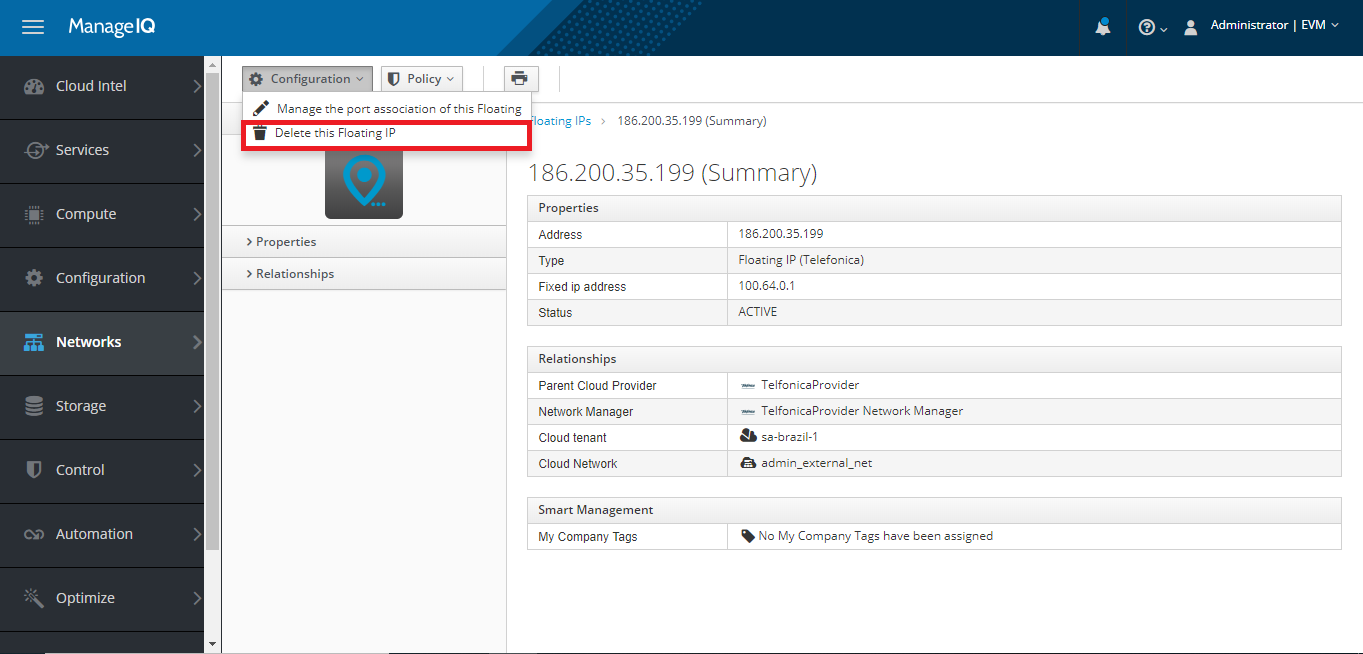 ManageIQ
Administrator | EVM
Cloud Intel
Services
Compute
Configuration
Networks
Storage
Control
Automation
Optimize
Configuration
Policy
Manage the port association of this Floating
Delete this Floating IP
Properties
Relationships
Floating IPs > 186.200.35.199 (Summary)
186.200.35.199 (Summary)
Properties
Address 186.200.35.199
Type Floating IP (Telefonica)
Fixed ip address 100.64.0.1
Status ACTIVE
Relationships
Parent Cloud Provider TelfonicaProvider
Network Manager TelfonicaProvider Network Manager
Cloud tenant sa-brazil-1
Cloud Network admin_external_net
Smart Management
My Company Tags No My Company Tags have been assigned